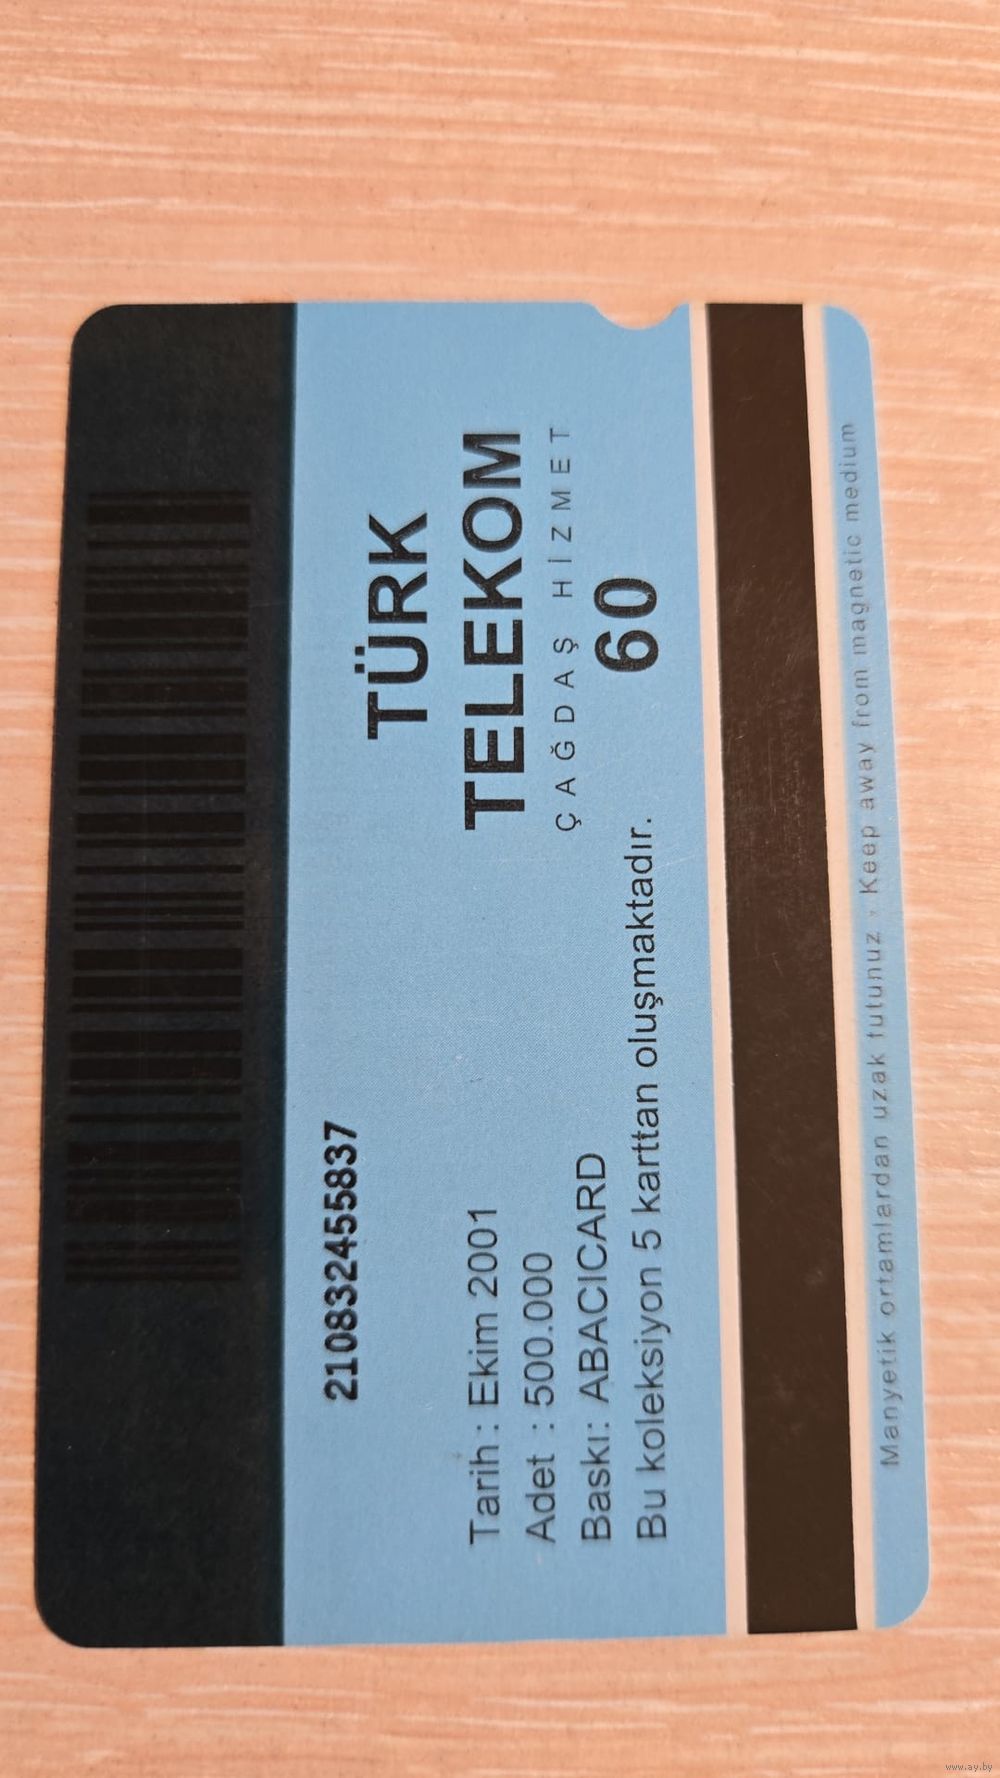 210832455837
TÜRK
TELEKOM
ÇAĞDAŞ HİZMET
60
Tarih : Ekim 2001
Adet : 500.000
Baskı: ABACICARD
Bu koleksiyon 5 karttan oluşmaktadır.
Manyetik ortamlardan uzak tutunuz - Keep away from magnetic medium
www.ay.by